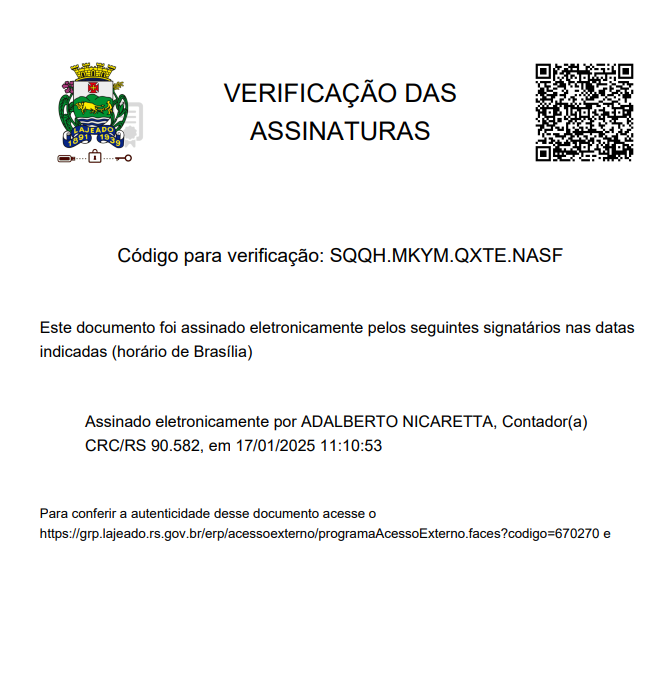 LAJEADO
1891 1939
VERIFICAÇÃO DAS
ASSINATURAS
Código para verificação: SQQH.MKYM.QXTE.NASF
Este documento foi assinado eletronicamente pelos seguintes signatários nas datas
indicadas (horário de Brasília)
Assinado eletronicamente por ADALBERTO NICARETTA, Contador(a)
CRC/RS 90.582, em 17/01/2025 11:10:53
Para conferir a autenticidade desse documento acesse o
https://grp.lajeado.rs.gov.br/erp/acessoexterno/programaAcessoExterno.faces?codigo=670270 e